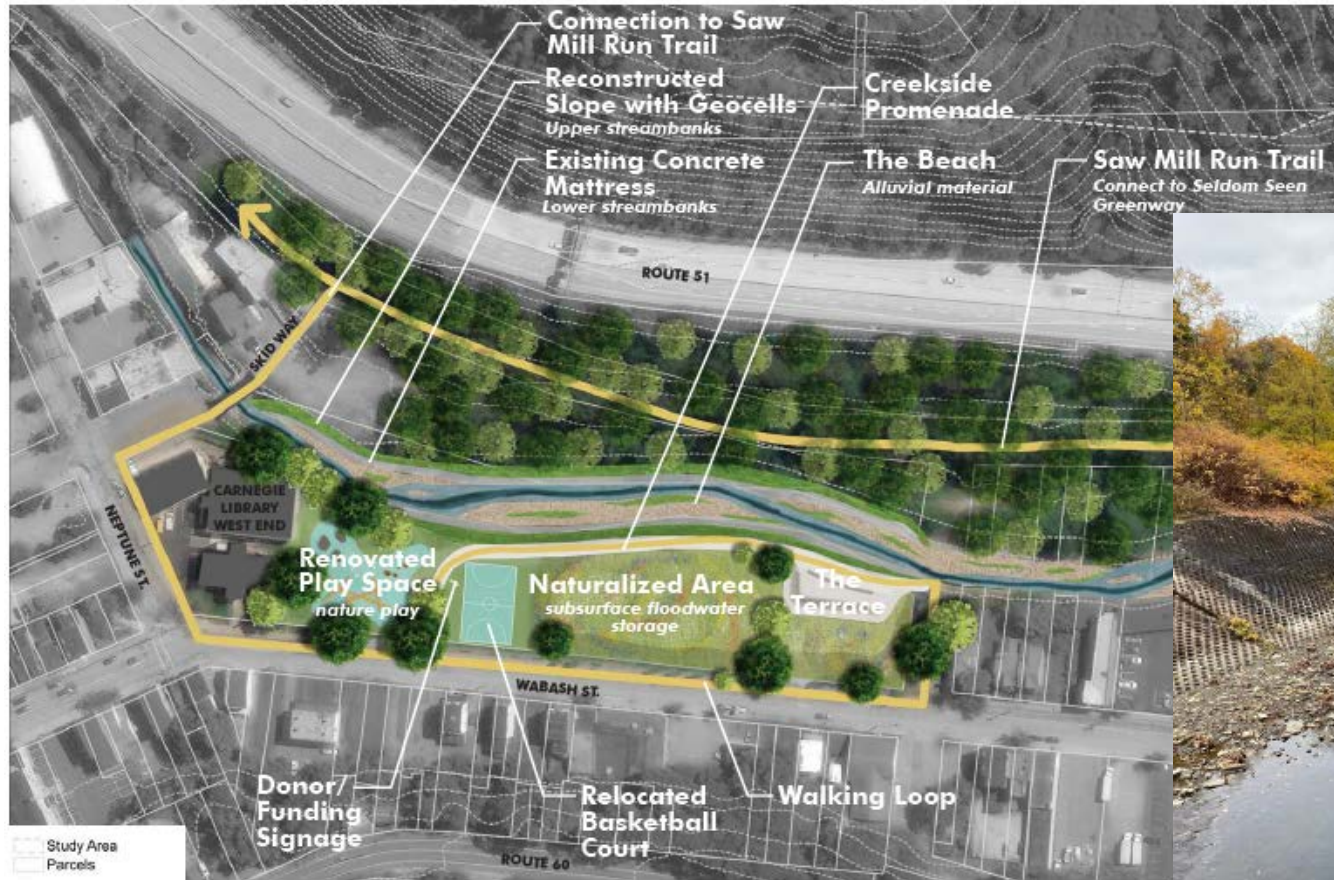 Connection to Saw
Mill Run Trail
Reconstructed
Slope with Geocells
Upper streambanks
Existing Concrete
Mattress
Lower streambanks
Creekside
Promenade
The Beach
Alluvial material
Saw Mill Run Trail
Connect to Seldom Seen
Greenway
ROUTE 51
SKID WAY
NEPTUNE ST.
CARNEGIE
LIBRARY
WEST END
Renovated
Play Space
nature play
Naturalized Area
subsurface floodwater
storage
The
Terrace
WABASH ST.
Donor/
Funding
Signage
Relocated
Basketball
Court
Walking Loop
ROUTE 60
Study Area
Parcels